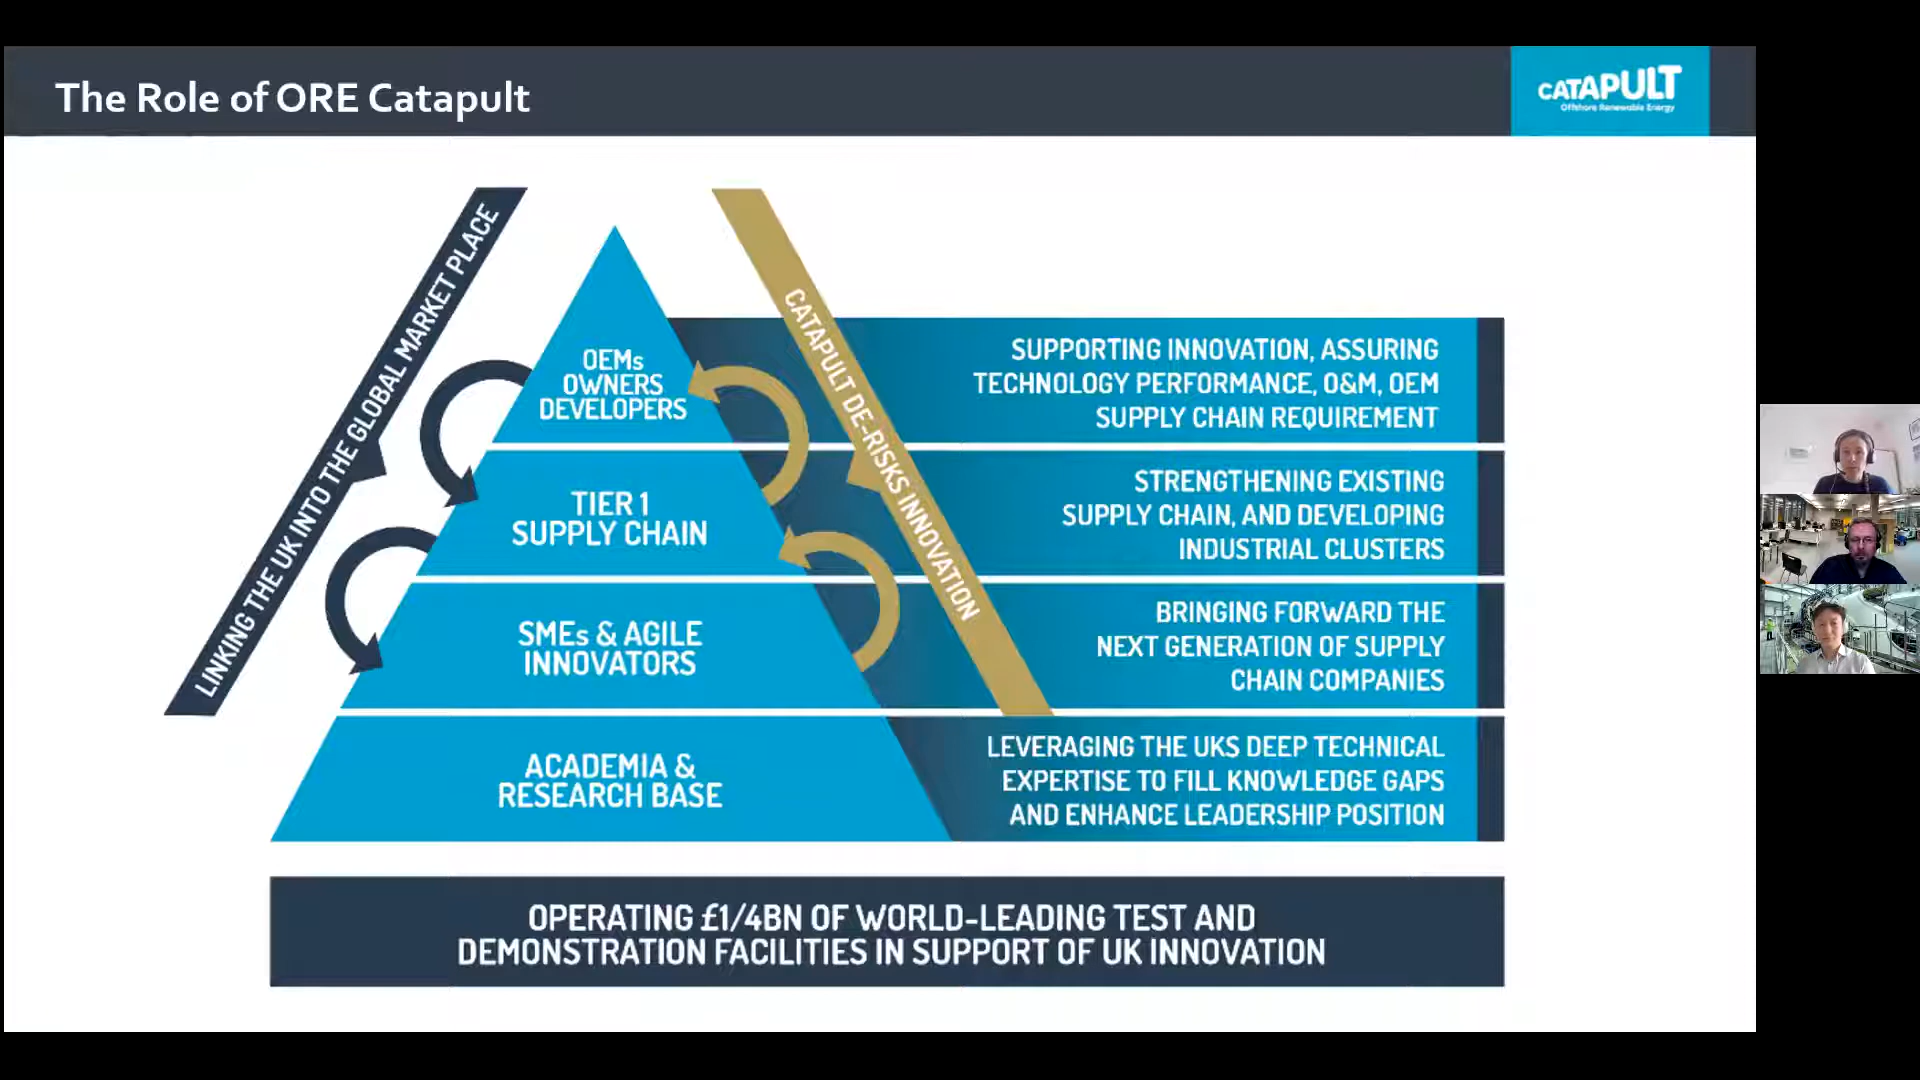 The Role of ORE Catapult
CATAPULT
Offshore Renewable Energy
LINKING THE UK INTO THE GLOBAL MARKET PLACE
CATAPULT DE-RISKS INNOVATION
OEMs
OWNERS
DEVELOPERS
SUPPORTING INNOVATION, ASSURING
TECHNOLOGY PERFORMANCE, O&M, OEM
SUPPLY CHAIN REQUIREMENT
TIER 1
SUPPLY CHAIN
STRENGTHENING EXISTING
SUPPLY CHAIN, AND DEVELOPING
INDUSTRIAL CLUSTERS
SMEs & AGILE
INNOVATORS
BRINGING FORWARD THE
NEXT GENERATION OF SUPPLY
CHAIN COMPANIES
ACADEMIA &
RESEARCH BASE
LEVERAGING THE UKS DEEP TECHNICAL
EXPERTISE TO FILL KNOWLEDGE GAPS
AND ENHANCE LEADERSHIP POSITION
OPERATING £1/4BN OF WORLD-LEADING TEST AND
DEMONSTRATION FACILITIES IN SUPPORT OF UK INNOVATION